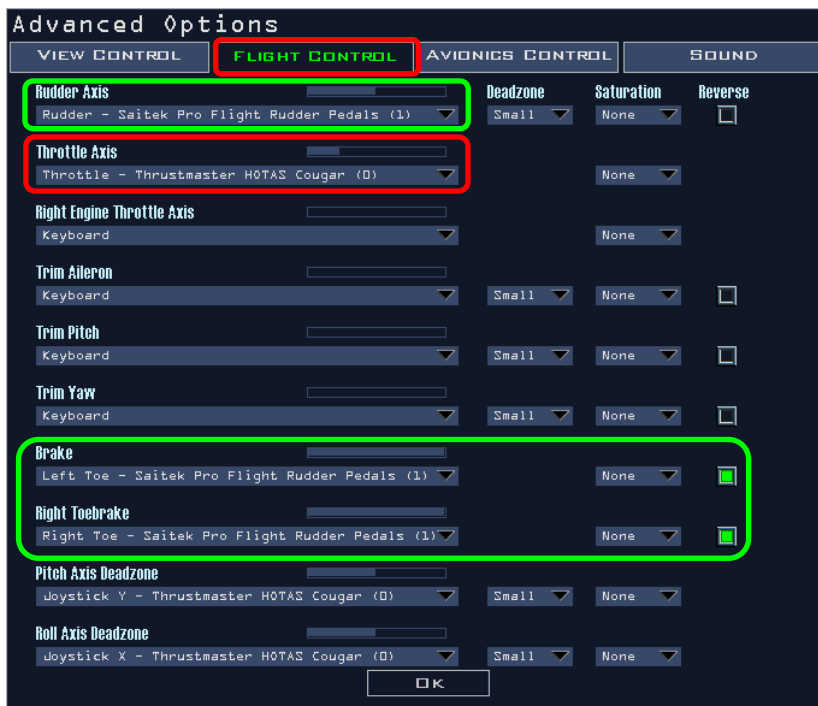 Advanced Options
View Control Flight Control Avionics Control Sound
Rudder Axis Deadzone Saturation Reverse
Rudder - Saitek Pro Flight Rudder Pedals (1) Small None
Throttle Axis
Throttle - Thrustmaster HOTAS Cougar (0) None
Right Engine Throttle Axis
Keyboard None
Trim Aileron
Keyboard Small None
Trim Pitch
Keyboard Small None
Trim Yaw
Keyboard Small None
Brake
Left Toe - Saitek Pro Flight Rudder Pedals (1) None
Right Toebrake
Right Toe - Saitek Pro Flight Rudder Pedals (1) None
Pitch Axis Deadzone
Joystick Y - Thrustmaster HOTAS Cougar (0) Small None
Roll Axis Deadzone
Joystick X - Thrustmaster HOTAS Cougar (0) Small None
OK